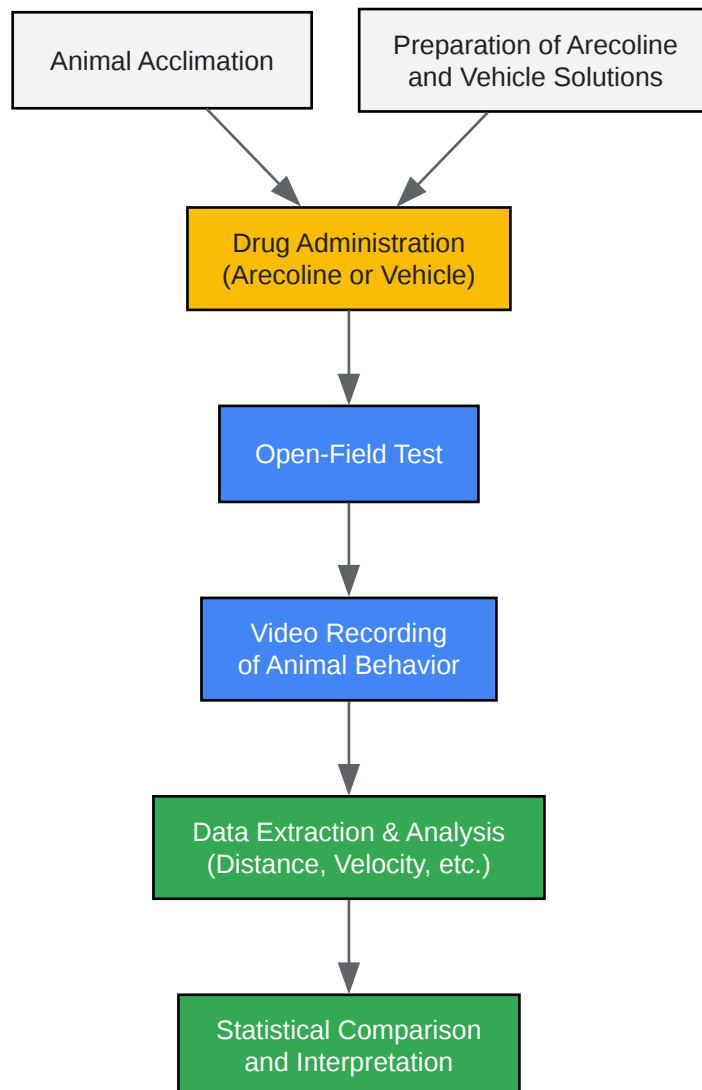 Animal Acclimation
Preparation of Arecoline
and Vehicle Solutions
Drug Administration
(Arecoline or Vehicle)
Open-Field Test
Video Recording
of Animal Behavior
Data Extraction & Analysis
(Distance, Velocity, etc.)
Statistical Comparison
and Interpretation